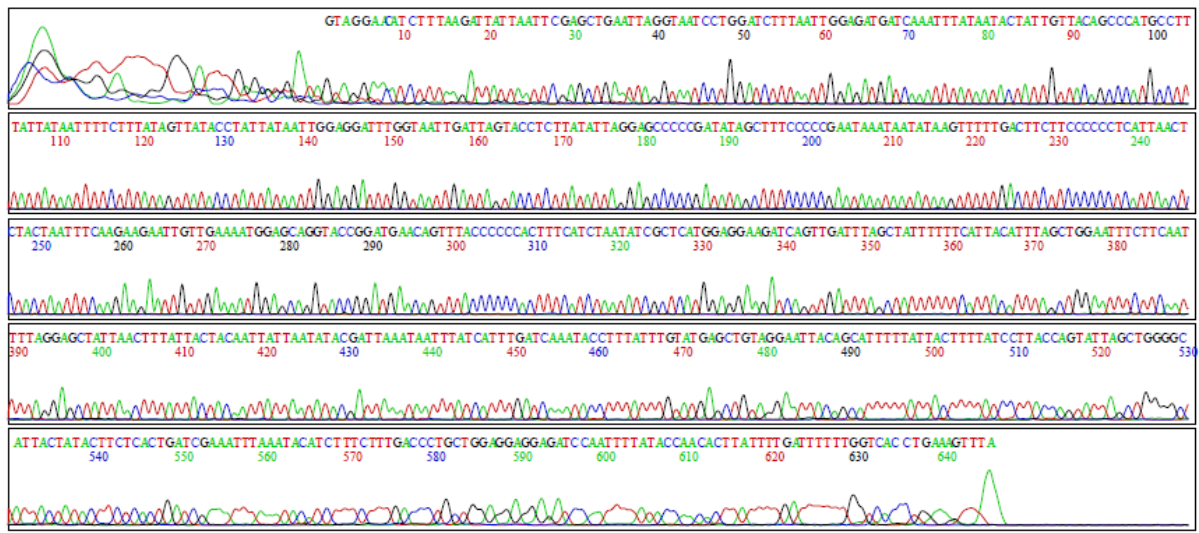 GTAGGAACATCTTTAAGATTATTAATTCGAGCTGAATTAGGTAATCCTGGATCTTTAATTGGAGATGATCAAATTTATAATACTATTGTTACAGCCCATGCCTT
10 20 30 40 50 60 70 80 90 100
TATTATAATTTTCTTTATAGTTATACCTATTATAATTGGAGGATTTGGTAATTGATTAGTACCTCTTATATTAGGAGCCCCCGATATAGCTTTCCCCCGAATAAATAATATAAGTTTTTGACTTCTTCCCCCCTCATTAACT
110 120 130 140 150 160 170 180 190 200 210 220 230 240
CTACTAATTTCAAGAAGAATTGTTGAAAATGGAGCAGGTACCGGATGAACAGTTTACCCCCCACTTTCATCTAATATCGCTCATGGAGGAAGATCAGTTGATTTAGCTATTTTTTCATTACATTTAGCTGGAATTTCTTCAAT
250 260 270 280 290 300 310 320 330 340 350 360 370 380
TTTAGGAGCTATTAACTTTATTACTACAATTATTAATATACGATTAAATAATTTATCATTTGATCAAATACCTTTATTTGTATGAGCTGTAGGAATTACAGCATTTTTATTACTTTTATCCTTACCAGTATTAGCTGGGGC
390 400 410 420 430 440 450 460 470 480 490 500 510 520 530
ATTACTATACTTCTCACTGATCGAAATTTAAATACATCTTTCTTTGACCCTGCTGGAGGAGGAGATCCAATTTTATACCAACACTTATTTTGATTTTTTGGTCACCTGAAAGTTTA
540 550 560 570 580 590 600 610 620 630 640